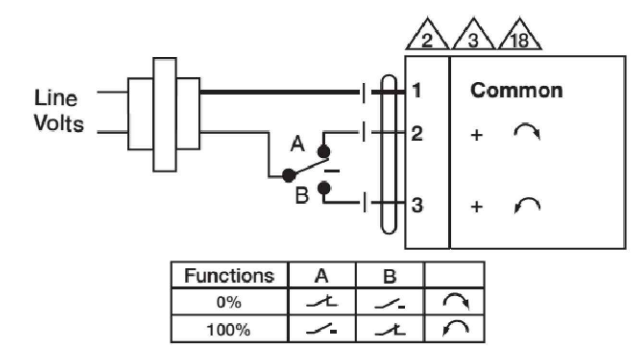 2 3 18
Line
Volts
1 Common
A
2 +
B
3 +
Functions A B
0%
100%